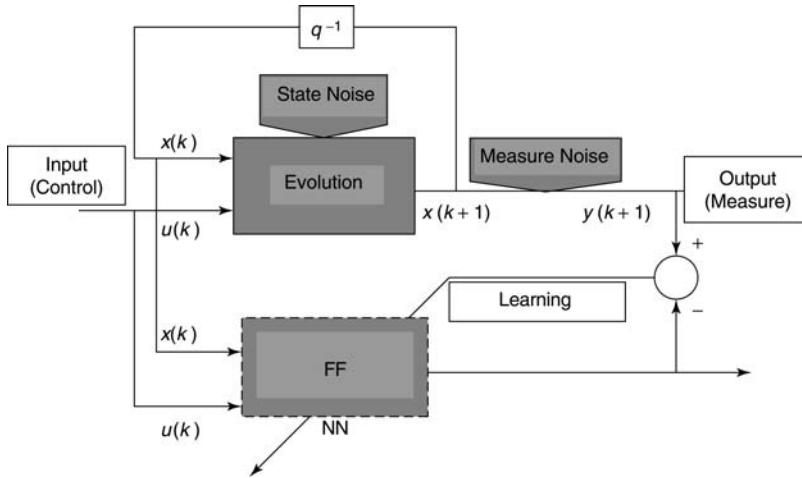 q⁻¹
State Noise
x(k)
Measure Noise
Input
(Control)
Evolution
Output
(Measure)
x(k+1)
y(k+1)
u(k)
+
Learning
−
x(k)
FF
u(k)
NN